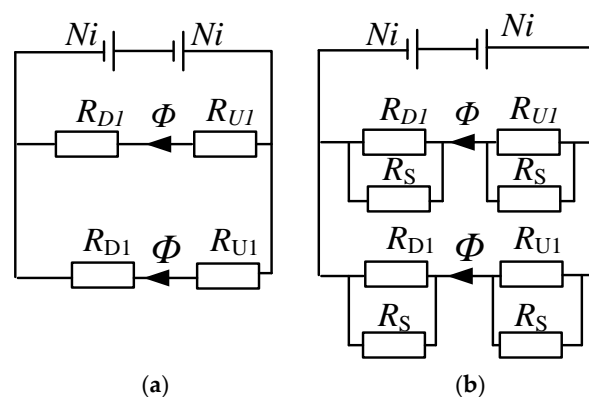 Ni Ni
R_D1 Φ R_U1
R_D1 Φ R_U1
(a)
Ni Ni
R_D1 Φ R_U1
R_S R_S
R_D1 Φ R_U1
R_S R_S
(b)